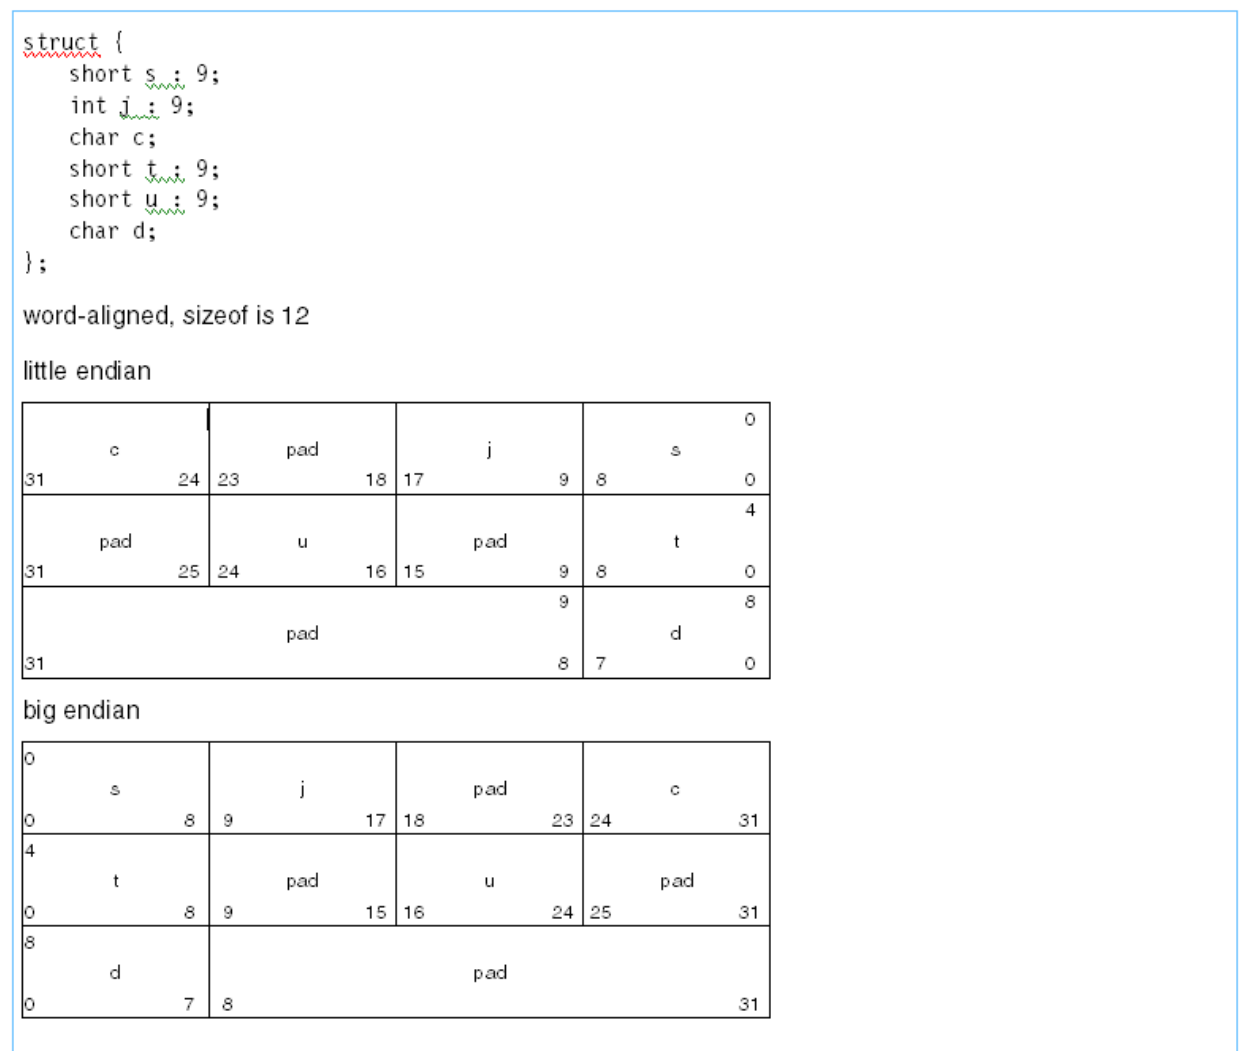 struct {
short s : 9;
int j : 9;
char c;
short t : 9;
short u : 9;
char d;
};
word-aligned, sizeof is 12
little endian
0
c pad j s
31 24 23 18 17 9 8 0
4
pad u pad t
31 25 24 16 15 9 8 0
9 8
pad d
31 8 7 0
big endian
0
s j pad c
0 8 9 17 18 23 24 31
4
t pad u pad
0 8 9 15 16 24 25 31
8
d pad
0 7 8 31